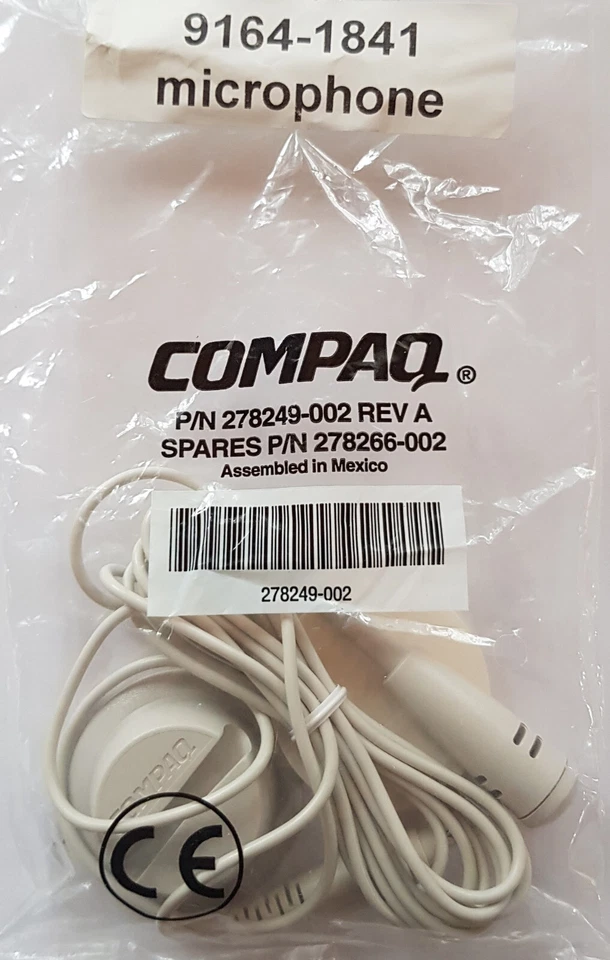 9164-1841
microphone
COMPAQ®
P/N 278249-002 REV A
SPARES P/N 278266-002
Assembled in Mexico
278249-002
COMPAQ
CE